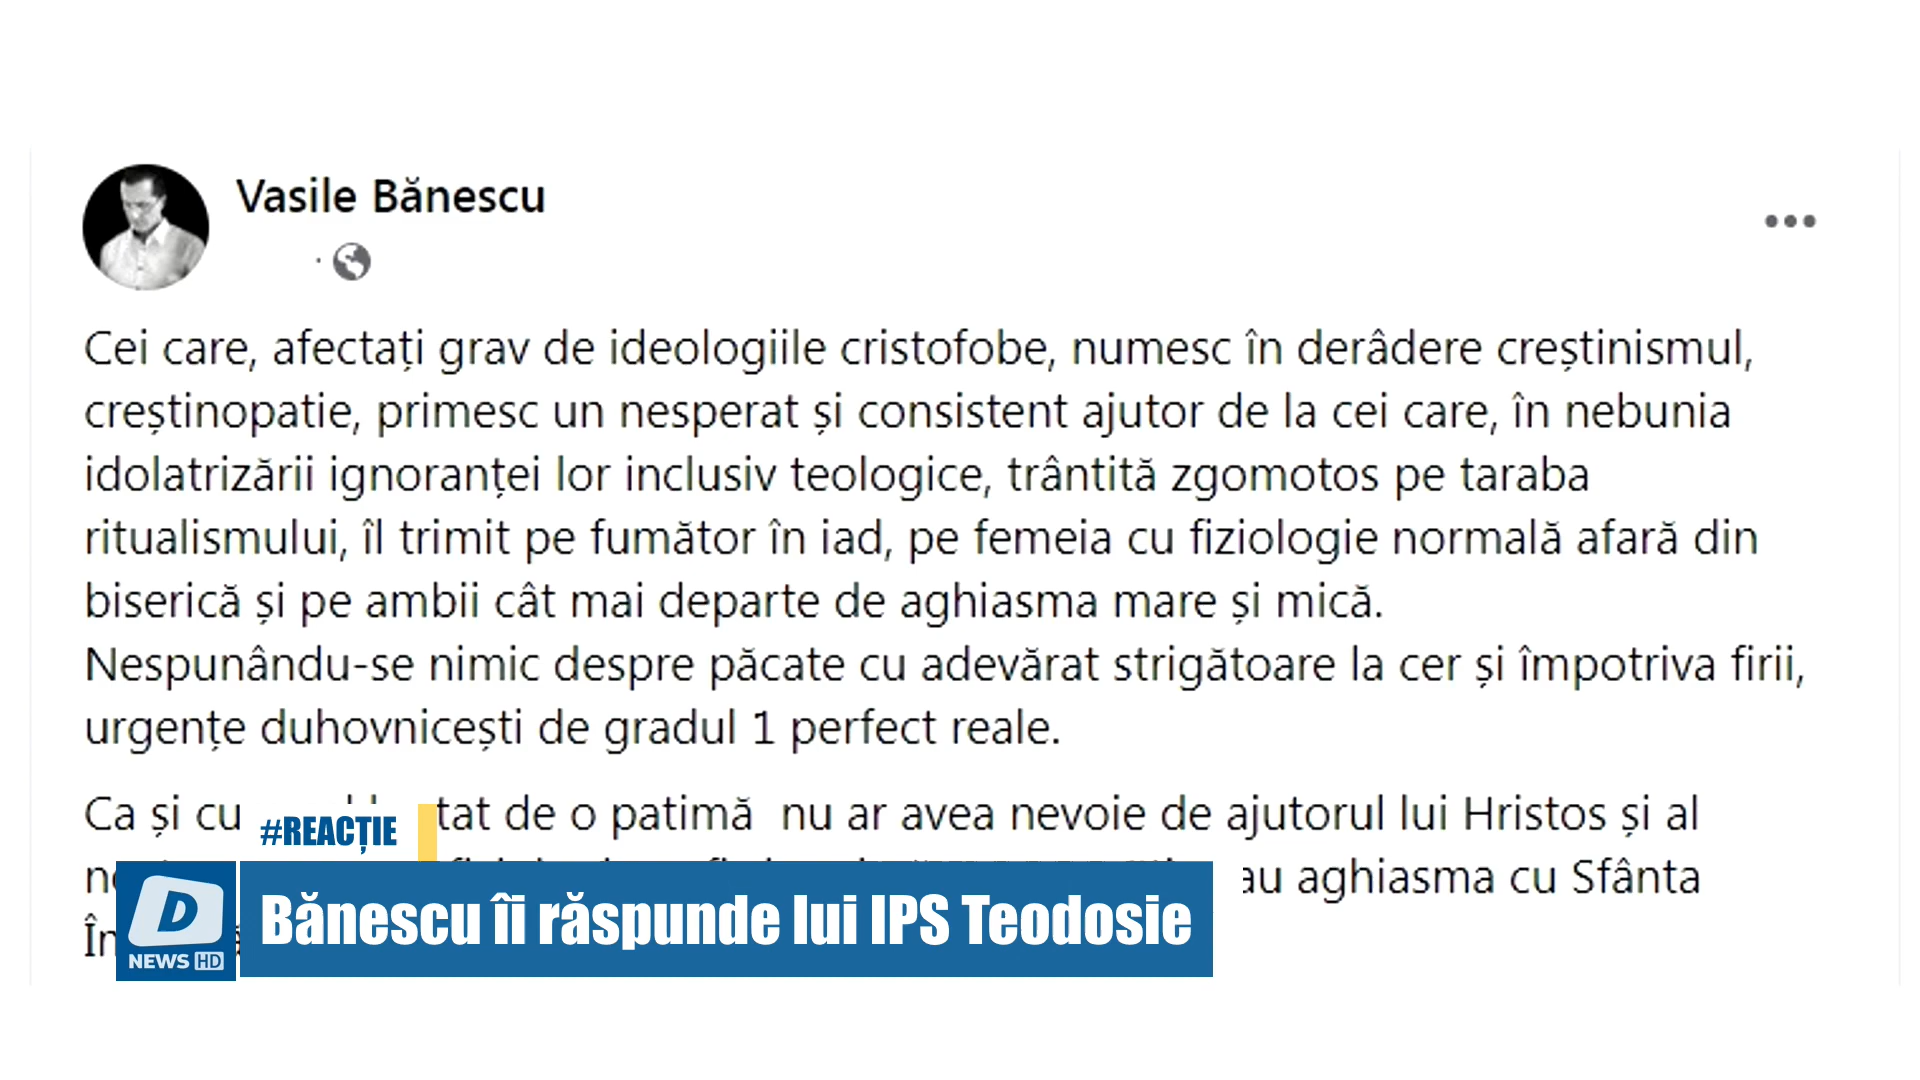 Vasile Bănescu
Cei care, afectați grav de ideologiile cristofobe, numesc în derâdere creștinismul,
creștinopatie, primesc un nesperat și consistent ajutor de la cei care, în nebunia
idolatrizării ignoranței lor inclusiv teologice, trântită zgomotos pe taraba
ritualismului, îl trimit pe fumător în iad, pe femeia cu fiziologie normală afară din
biserică și pe ambii cât mai departe de aghiasma mare și mică.
Nespunându-se nimic despre păcate cu adevărat strigătoare la cer și împotriva firii,
urgențe duhovnicești de gradul 1 perfect reale.
Ca și cu tat de o patimă nu ar avea nevoie de ajutorul lui Hristos și al
au aghiasma cu Sfânta
#REACȚIE
Bănescu îi răspunde lui IPS Teodosie
D
NEWS HD